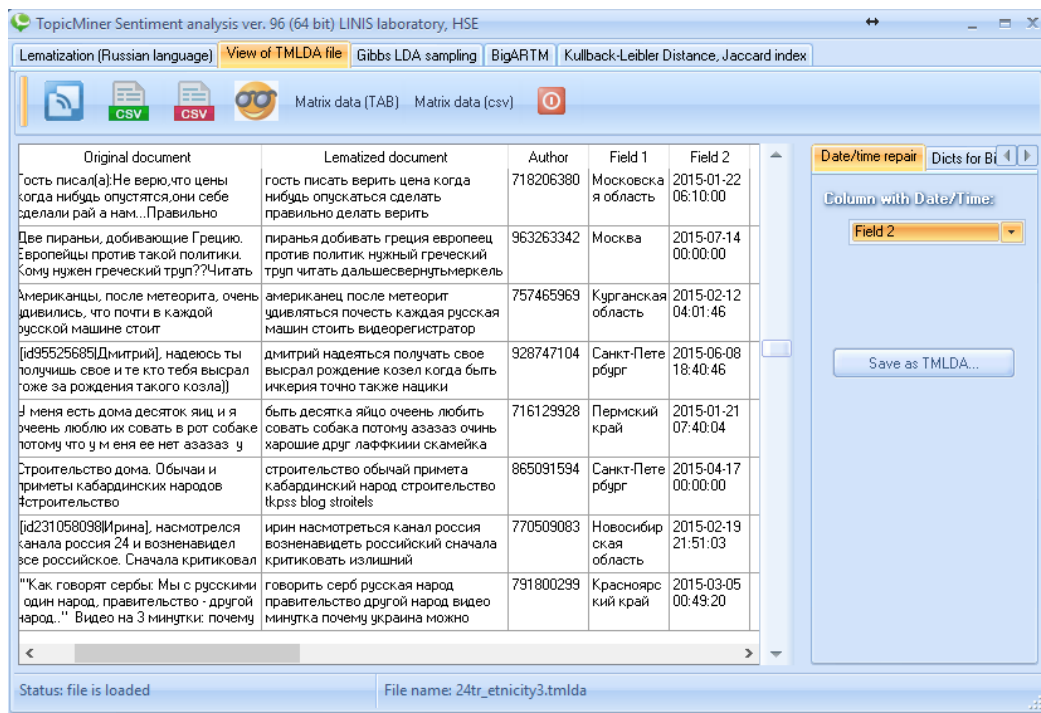 TopicMiner Sentiment analysis ver. 96 (64 bit) LINIS laboratory, HSE
Lematization (Russian language) View of TMLDA file Gibbs LDA sampling BigARTM Kullback-Leibler Distance, Jaccard index
CSV CSV Matrix data (TAB) Matrix data (csv)
Original document Lematized document Author Field 1 Field 2
Гость писал(а):Не верю,что цены
когда нибудь опустятся,они себе
сделали рай а нам...Правильно
гость писать верить цена когда
нибудь опускаться сделать
правильно делать верить
718206380
Московска
я область
2015-01-22
06:10:00
Две пираньи, добивающие Грецию.
Европейцы против такой политики.
Кому нужен греческий труп??Читать
пиранья добивать греция европеец
против политик нужный греческий
труп читать дальшесвернутьмеркель
963263342
Москва
2015-07-14
00:00:00
Американцы, после метеорита, очень
удивились, что почти в каждой
русской машине стоит
американец после метеорит
удивляться почесть каждая русская
машин стоить видеорегистратор
757465969
Курганская
область
2015-02-12
04:01:46
[id95525685|Дмитрий], надеюсь ты
получишь свое и те кто тебя высрал
тоже за рождения такого козла))
дмитрий надеяться получать свое
высрал рождение козел когда быть
ичкерия точно также нацики
928747104
Санкт-Пете
рбург
2015-06-08
18:40:46
У меня есть дома десяток яиц и я
очеень люблю их совать в рот собаке
потому что у м еня ее нет азазаз у
быть десятка яйцо очеень любить
совать собака потому азазаз очинь
харошие друг лаффкиии скамейка
716129928
Пермский
край
2015-01-21
07:40:04
Строительство дома. Обычаи и
приметы кабардинских народов
#строительство
строительство обычай примета
кабардинский народ строительство
tkpss blog stroitels
865091594
Санкт-Пете
рбург
2015-04-17
00:00:00
[id231058098|Ирина], насмотрелся
канала россия 24 и возненавидел
все российское. Сначала критиковал
ирин насмотреться канал россия
возненавидеть российский сначала
критиковать излишний
770509083
Новосибир
ская
область
2015-02-19
21:51:03
""Как говорят сербы: Мы с русскими
один народ, правительство - другой
народ.." Видео на 3 минутки: почему
говорить серб русская народ
правительство другой народ видео
минутка почему украина можно
791800299
Красноярс
кий край
2015-03-05
00:49:20
Date/time repair Dicts for Bi
Column with Date/Time:
Field 2
Save as TMLDA...
Status: file is loaded File name: 24tr_etnicity3.tmlda